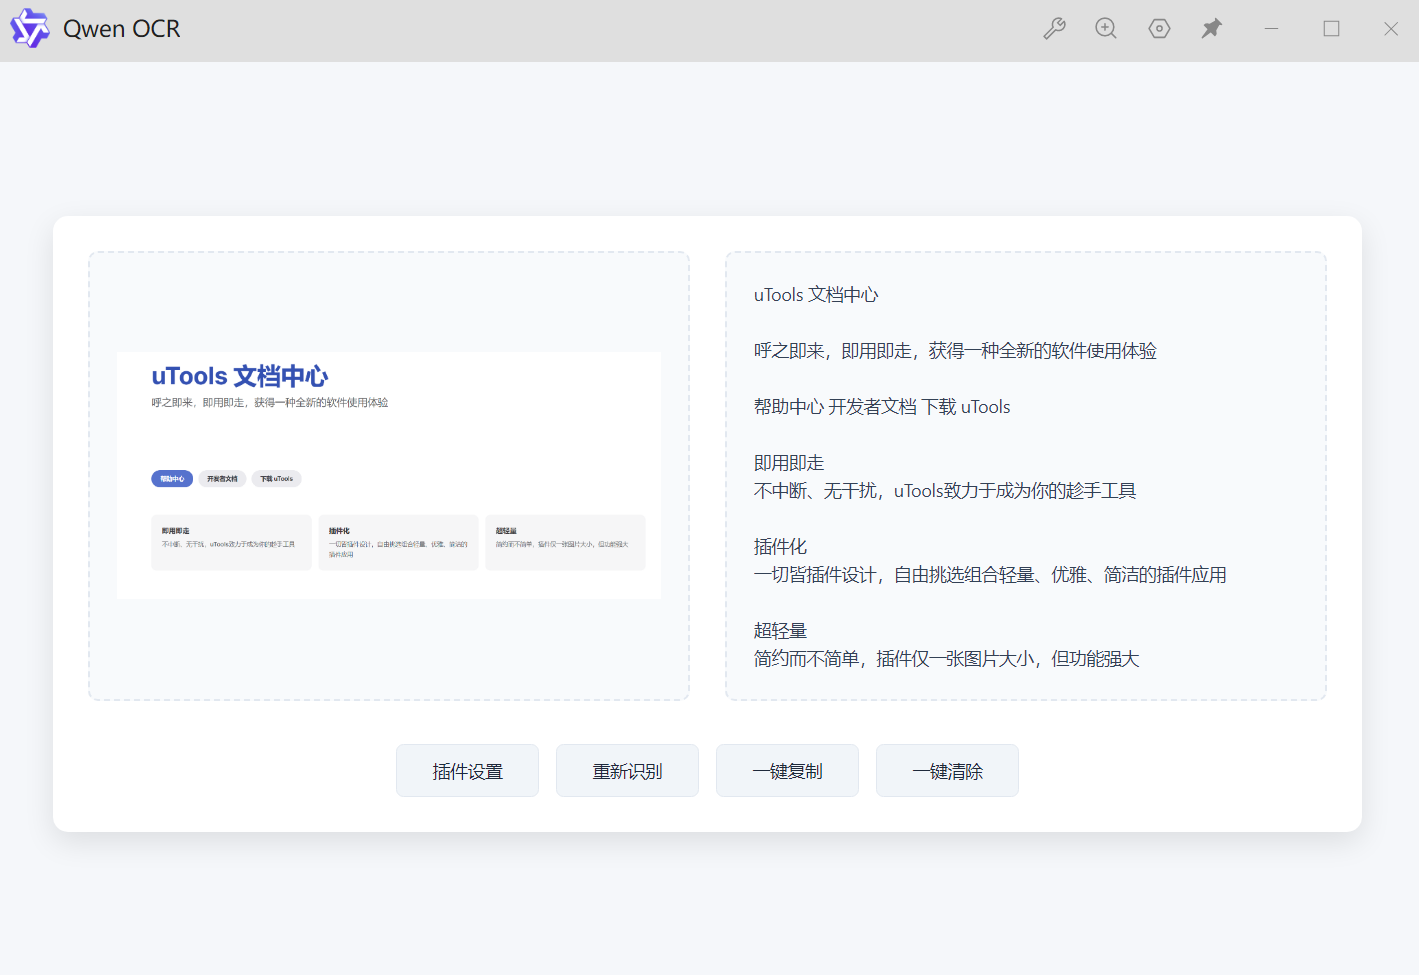 Qwen OCR
uTools 文档中心
呼之即来，即用即走，获得一种全新的软件使用体验
帮助中心 开发者文档 下载 uTools
即用即走
不中断、无干扰，uTools致力于成为你的趁手工具
插件化
一切皆插件设计，自由挑选组合轻量、优雅、简洁的
插件应用
超轻量
简约而不简单，插件仅一张图片大小，但功能强大
uTools 文档中心
呼之即来，即用即走，获得一种全新的软件使用体验
帮助中心 开发者文档 下载 uTools
即用即走
不中断、无干扰，uTools致力于成为你的趁手工具
插件化
一切皆插件设计，自由挑选组合轻量、优雅、简洁的插件应用
超轻量
简约而不简单，插件仅一张图片大小，但功能强大
插件设置 重新识别 一键复制 一键清除